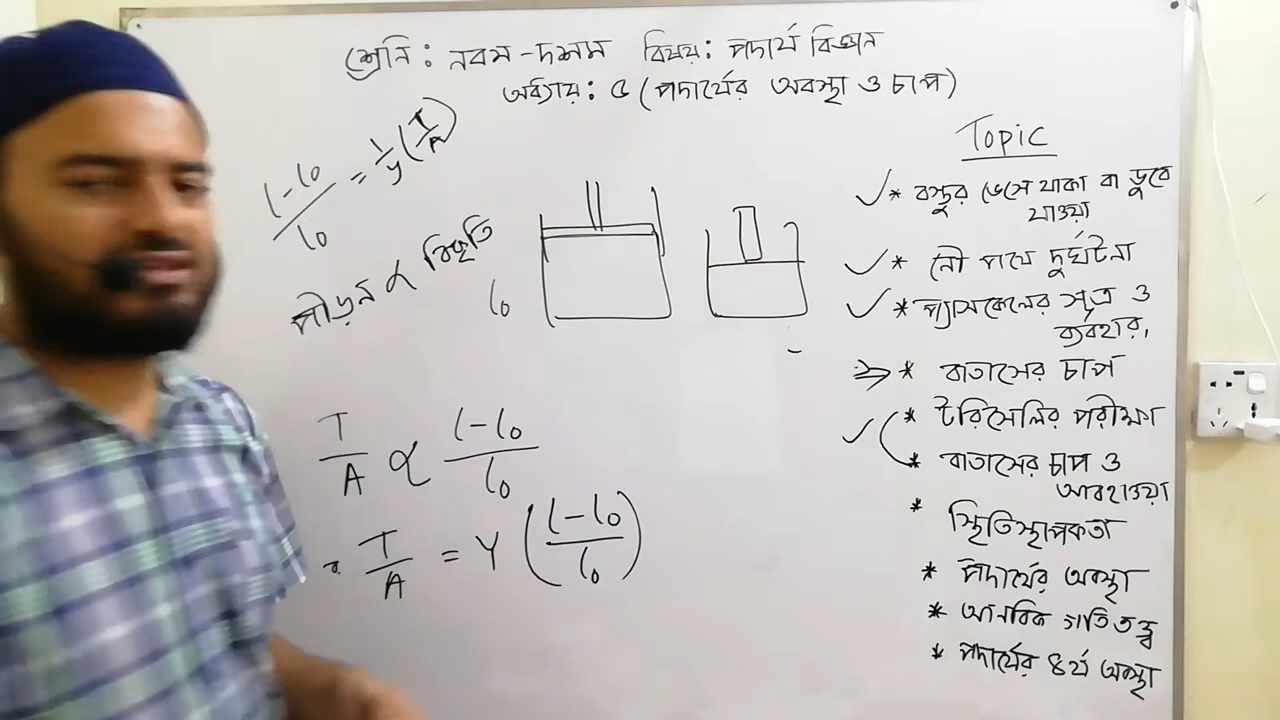 শ্রেনি : নবম - দশম বিষয় : পদার্থ বিজ্ঞান
অধ্যায় : ৫ (পদার্থের অবস্থা ও চাপ)
l-l₀/l₀ = 1/y (T/A)
পীড়ন ∝ বিকৃতি
l₀
T/A ∝ l-l₀/l₀
T/A = Y (l-l₀/l₀)
Topic
✓ * বস্তুর ভেসে থাকা বা ডুবে
যাওয়া
✓ * নৌ পথে দুর্ঘটনা
✓ * প্যাসকেলের সূত্র ও
ব্যবহার,
⇒ * বাতাসের চাপ
✓ * টরিসেলির পরীক্ষা
* বাতাসের চাপ ও
আবহাওয়া
* স্থিতিস্থাপকতা
* পদার্থের অবস্থা
* আনবিক গতিতত্ত্ব
* পদার্থের ৪র্থ অবস্থা